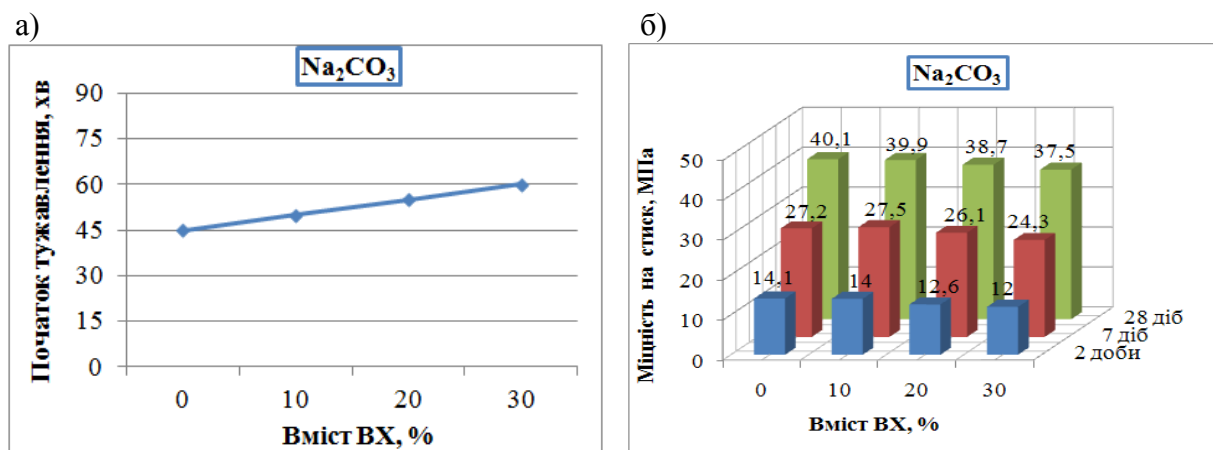 а)
Na₂CO₃
Початок тужавлення, хв
90
75
60
45
30
15
0
0 10 20 30
Вміст ВХ, %
б)
Na₂CO₃
Міцність на стиск, МПа
50
40
30
20
10
0
40,1 39,9 38,7 37,5
27,2 27,5 26,1 24,3
14,1 14 12,6 12
28 діб
7 діб
2 доби
0 10 20 30
Вміст ВХ, %